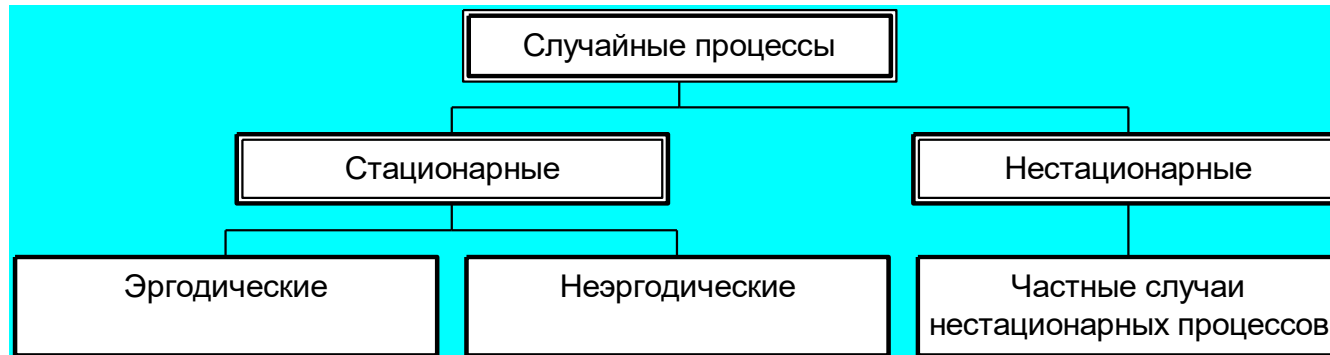 Случайные процессы
Стационарные
Нестационарные
Эргодические
Неэргодические
Частные случаи
нестационарных процессов